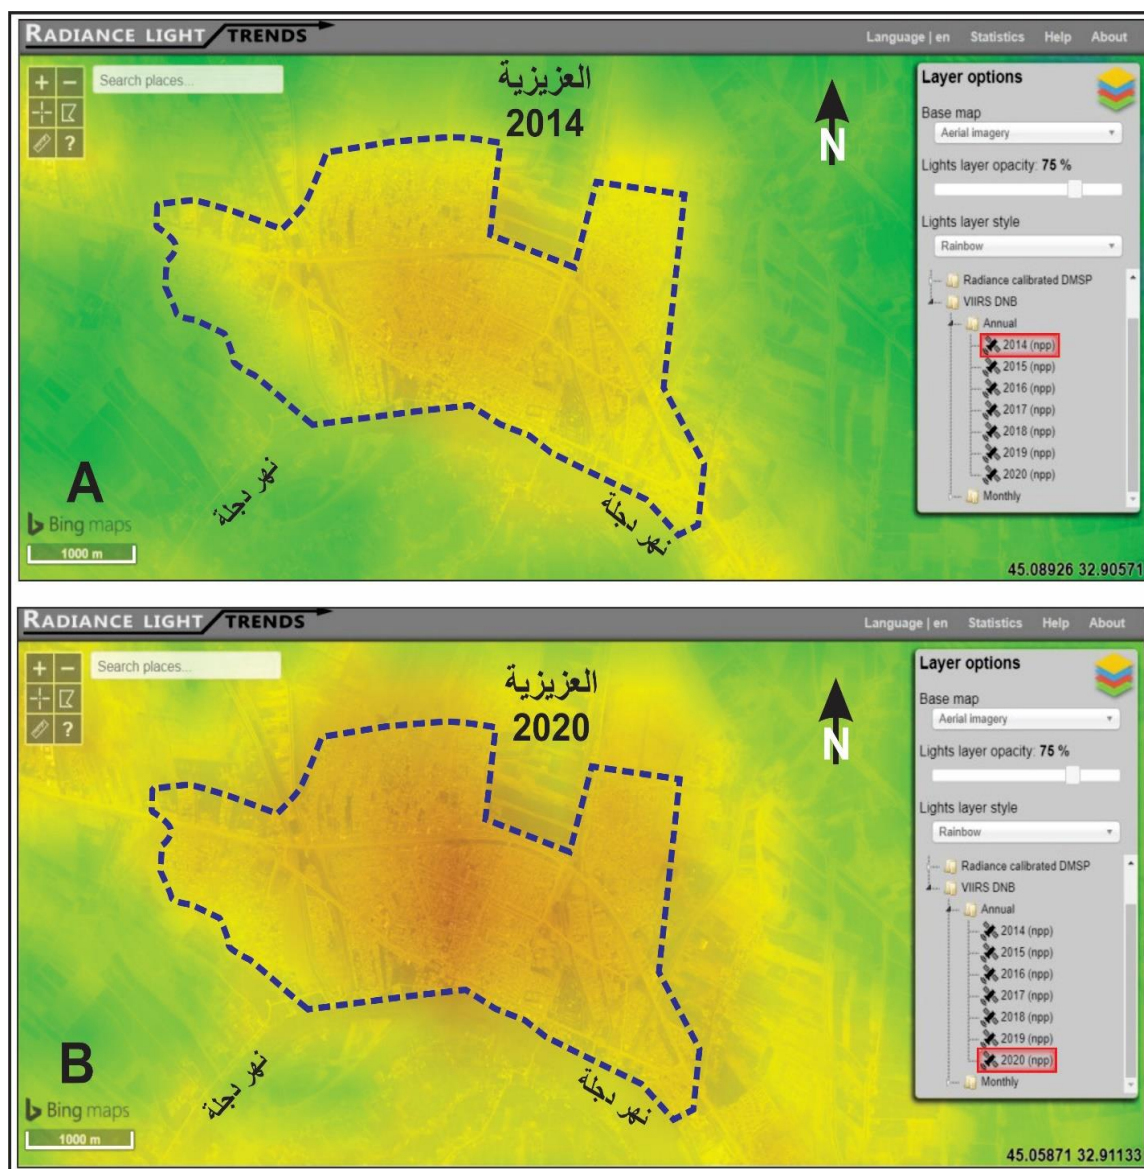 RADIANCE LIGHT TRENDS
Language | en Statistics Help About
+ −
?
Search places...
العزيزية
2014
N
Layer options
Base map
Aerial imagery
Lights layer opacity: 75 %
Lights layer style
Rainbow
Radiance calibrated DMSP
VIIRS DNB
Annual
2014 (npp)
2015 (npp)
2016 (npp)
2017 (npp)
2018 (npp)
2019 (npp)
2020 (npp)
Monthly
A
نهر دجلة
نهر دجلة
Bing maps
1000 m
45.08926 32.90571
RADIANCE LIGHT TRENDS
Language | en Statistics Help About
+ −
?
Search places...
العزيزية
2020
N
Layer options
Base map
Aerial imagery
Lights layer opacity: 75 %
Lights layer style
Rainbow
Radiance calibrated DMSP
VIIRS DNB
Annual
2014 (npp)
2015 (npp)
2016 (npp)
2017 (npp)
2018 (npp)
2019 (npp)
2020 (npp)
Monthly
B
نهر دجلة
نهر دجلة
Bing maps
1000 m
45.05871 32.91133